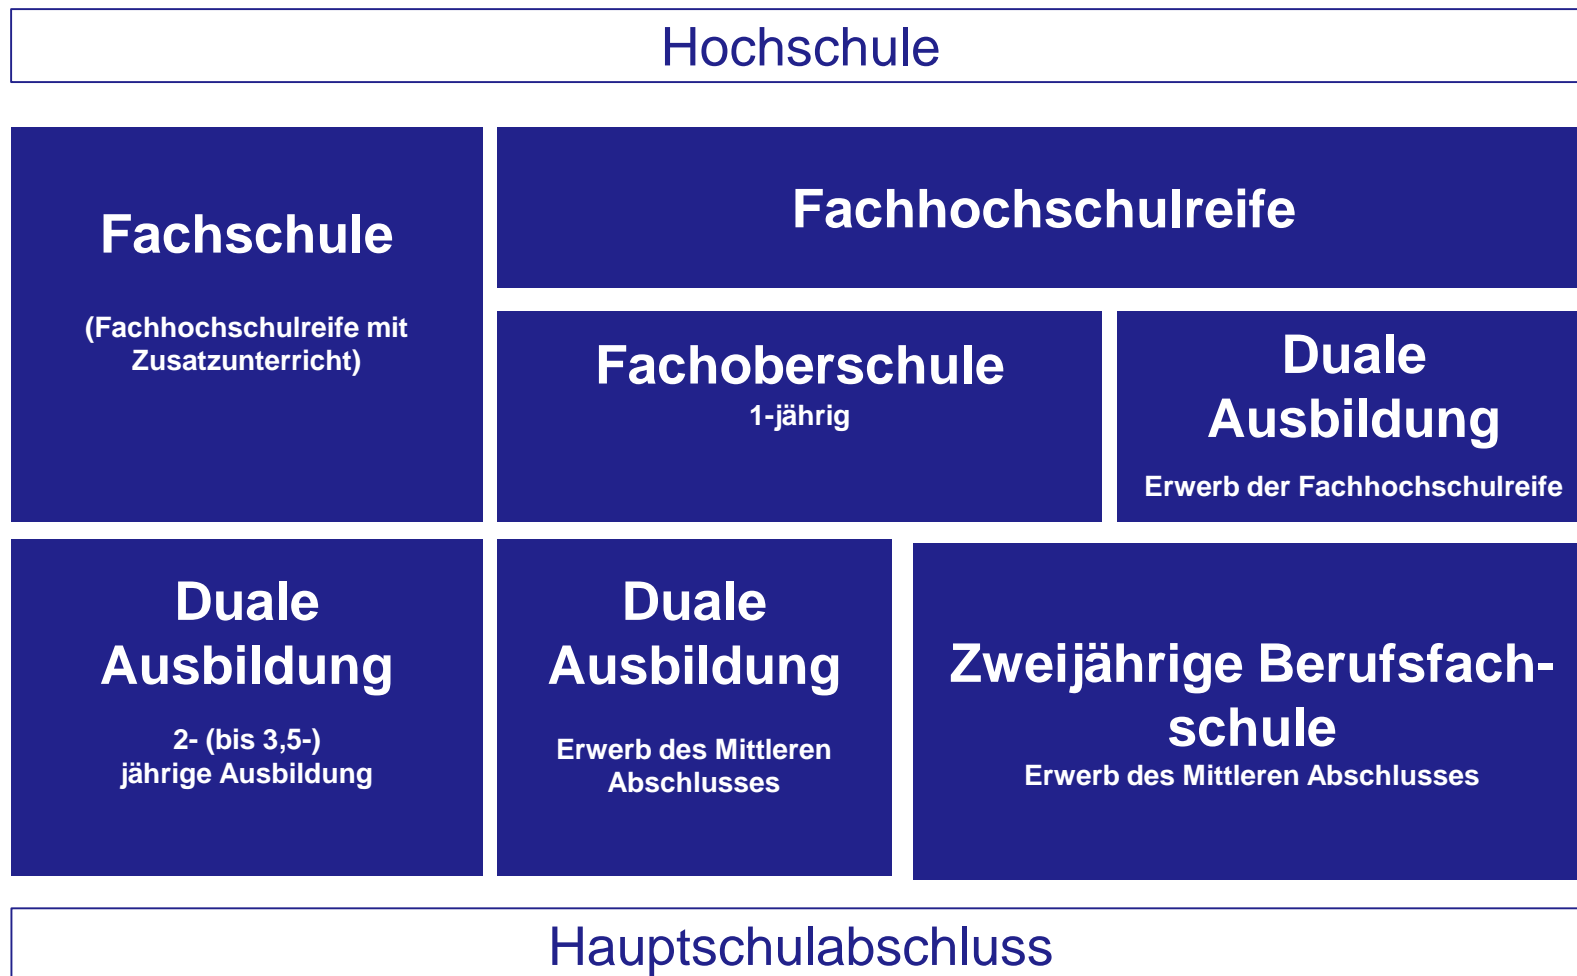 Hochschule
Fachschule
(Fachhochschulreife mit
Zusatzunterricht)
Fachhochschulreife
Fachoberschule
1-jährig
Duale
Ausbildung
Erwerb der Fachhochschulreife
Duale
Ausbildung
2- (bis 3,5-)
jährige Ausbildung
Duale
Ausbildung
Erwerb des Mittleren
Abschlusses
Zweijährige Berufsfach-
schule
Erwerb des Mittleren Abschlusses
Hauptschulabschluss